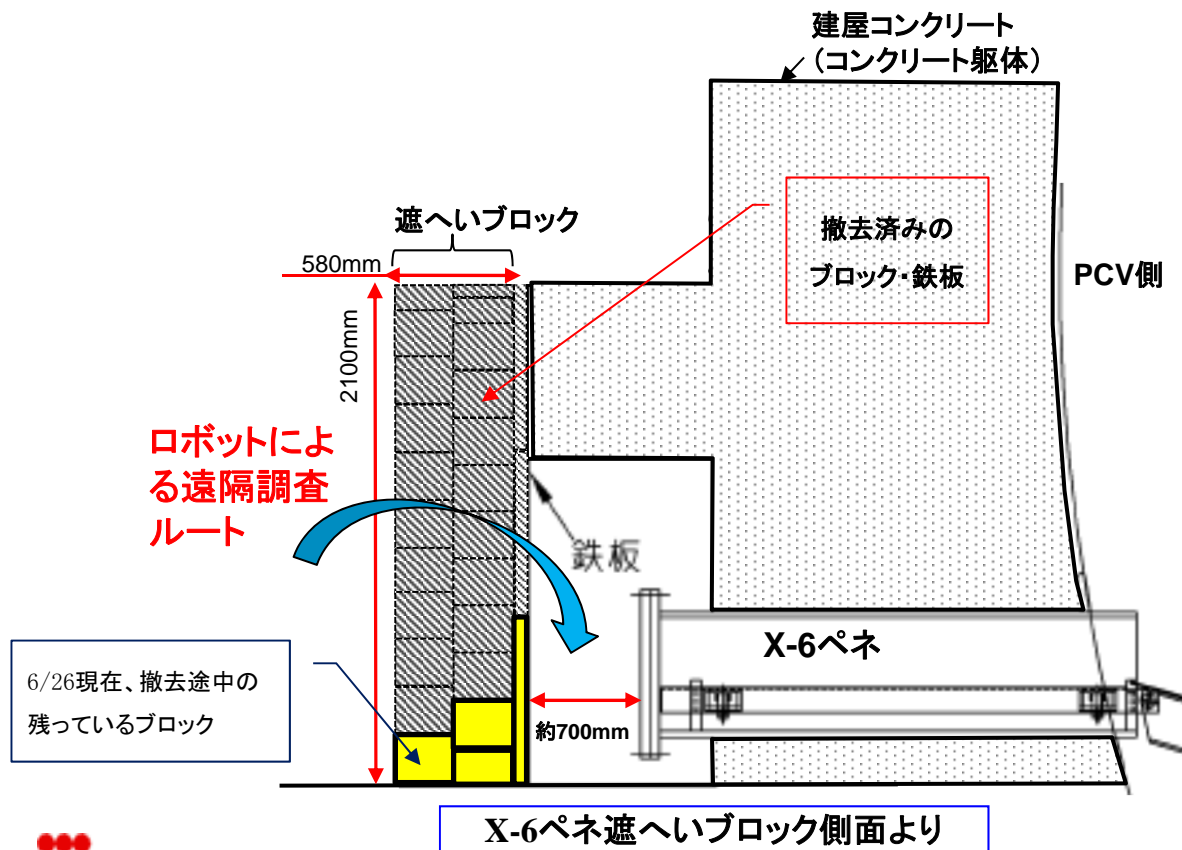 建屋コンクリート
（コンクリート躯体）
遮へいブロック
580mm
撤去済みの
ブロック・鉄板
PCV側
2100mm
ロボットによ
る遠隔調査
ルート
鉄板
X-6ペネ
6/26現在、撤去途中の
残っているブロック
約700mm
X-6ペネ遮へいブロック側面より